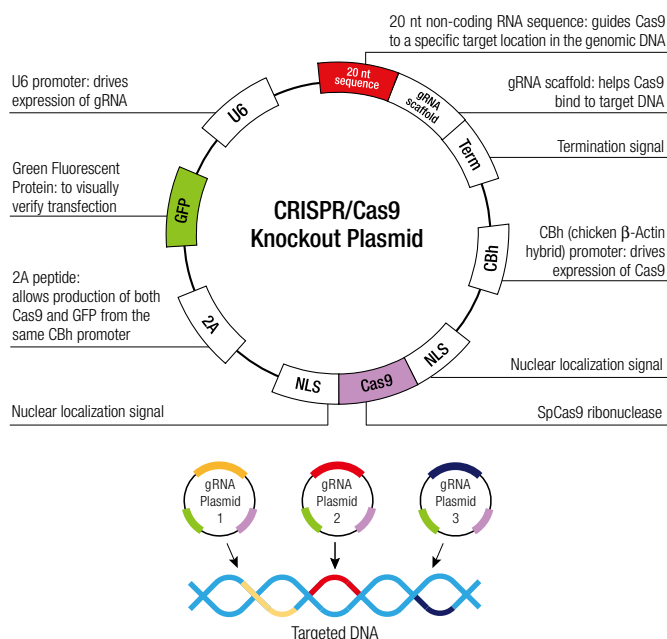 20 nt non-coding RNA sequence: guides Cas9
to a specific target location in the genomic DNA
U6 promoter: drives
expression of gRNA
gRNA scaffold: helps Cas9
bind to target DNA
Termination signal
Green Fluorescent
Protein: to visually
verify transfection
CBh (chicken β-Actin
hybrid) promoter: drives
expression of Cas9
2A peptide:
allows production of both
Cas9 and GFP from the
same CBh promoter
Nuclear localization signal
Nuclear localization signal
SpCas9 ribonuclease
20 nt
sequence
gRNA
scaffold
Term
CBh
NLS
Cas9
NLS
2A
GFP
U6
CRISPR/Cas9
Knockout Plasmid
gRNA
Plasmid
1
gRNA
Plasmid
2
gRNA
Plasmid
3
Targeted DNA